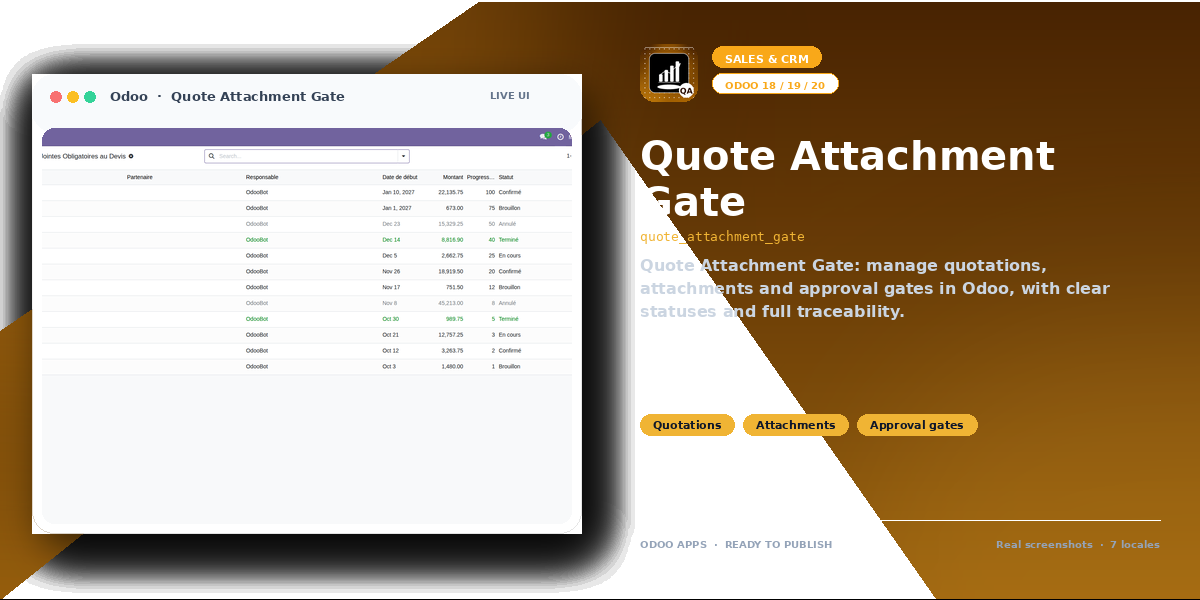 Odoo · Quote Attachment Gate
LIVE UI
Jointes Obligatoires au Devis
Search...
Partenaire Responsable Date de début Montant Progress... Statut
OdooBot Jan 10, 2027 22,135.75 100 Confirmé
OdooBot Jan 1, 2027 673.00 75 Brouillon
OdooBot Dec 23 15,329.25 50 Annulé
OdooBot Dec 14 8,816.90 40 Terminé
OdooBot Dec 5 2,662.75 25 En cours
OdooBot Nov 26 18,919.50 20 Confirmé
OdooBot Nov 17 751.50 12 Brouillon
OdooBot Nov 8 45,213.00 6 Annulé
OdooBot Oct 30 989.75 5 Terminé
OdooBot Oct 21 12,757.25 3 En cours
OdooBot Oct 12 3,263.75 2 Confirmé
OdooBot Oct 3 1,480.00 1 Brouillon
QA
SALES & CRM
ODOO 18 / 19 / 20
Quote Attachment
Gate
quote_attachment_gate
Quote Attachment Gate: manage quotations,
attachments and approval gates in Odoo, with clear
statuses and full traceability.
Quotations
Attachments
Approval gates
ODOO APPS · READY TO PUBLISH
Real screenshots · 7 locales